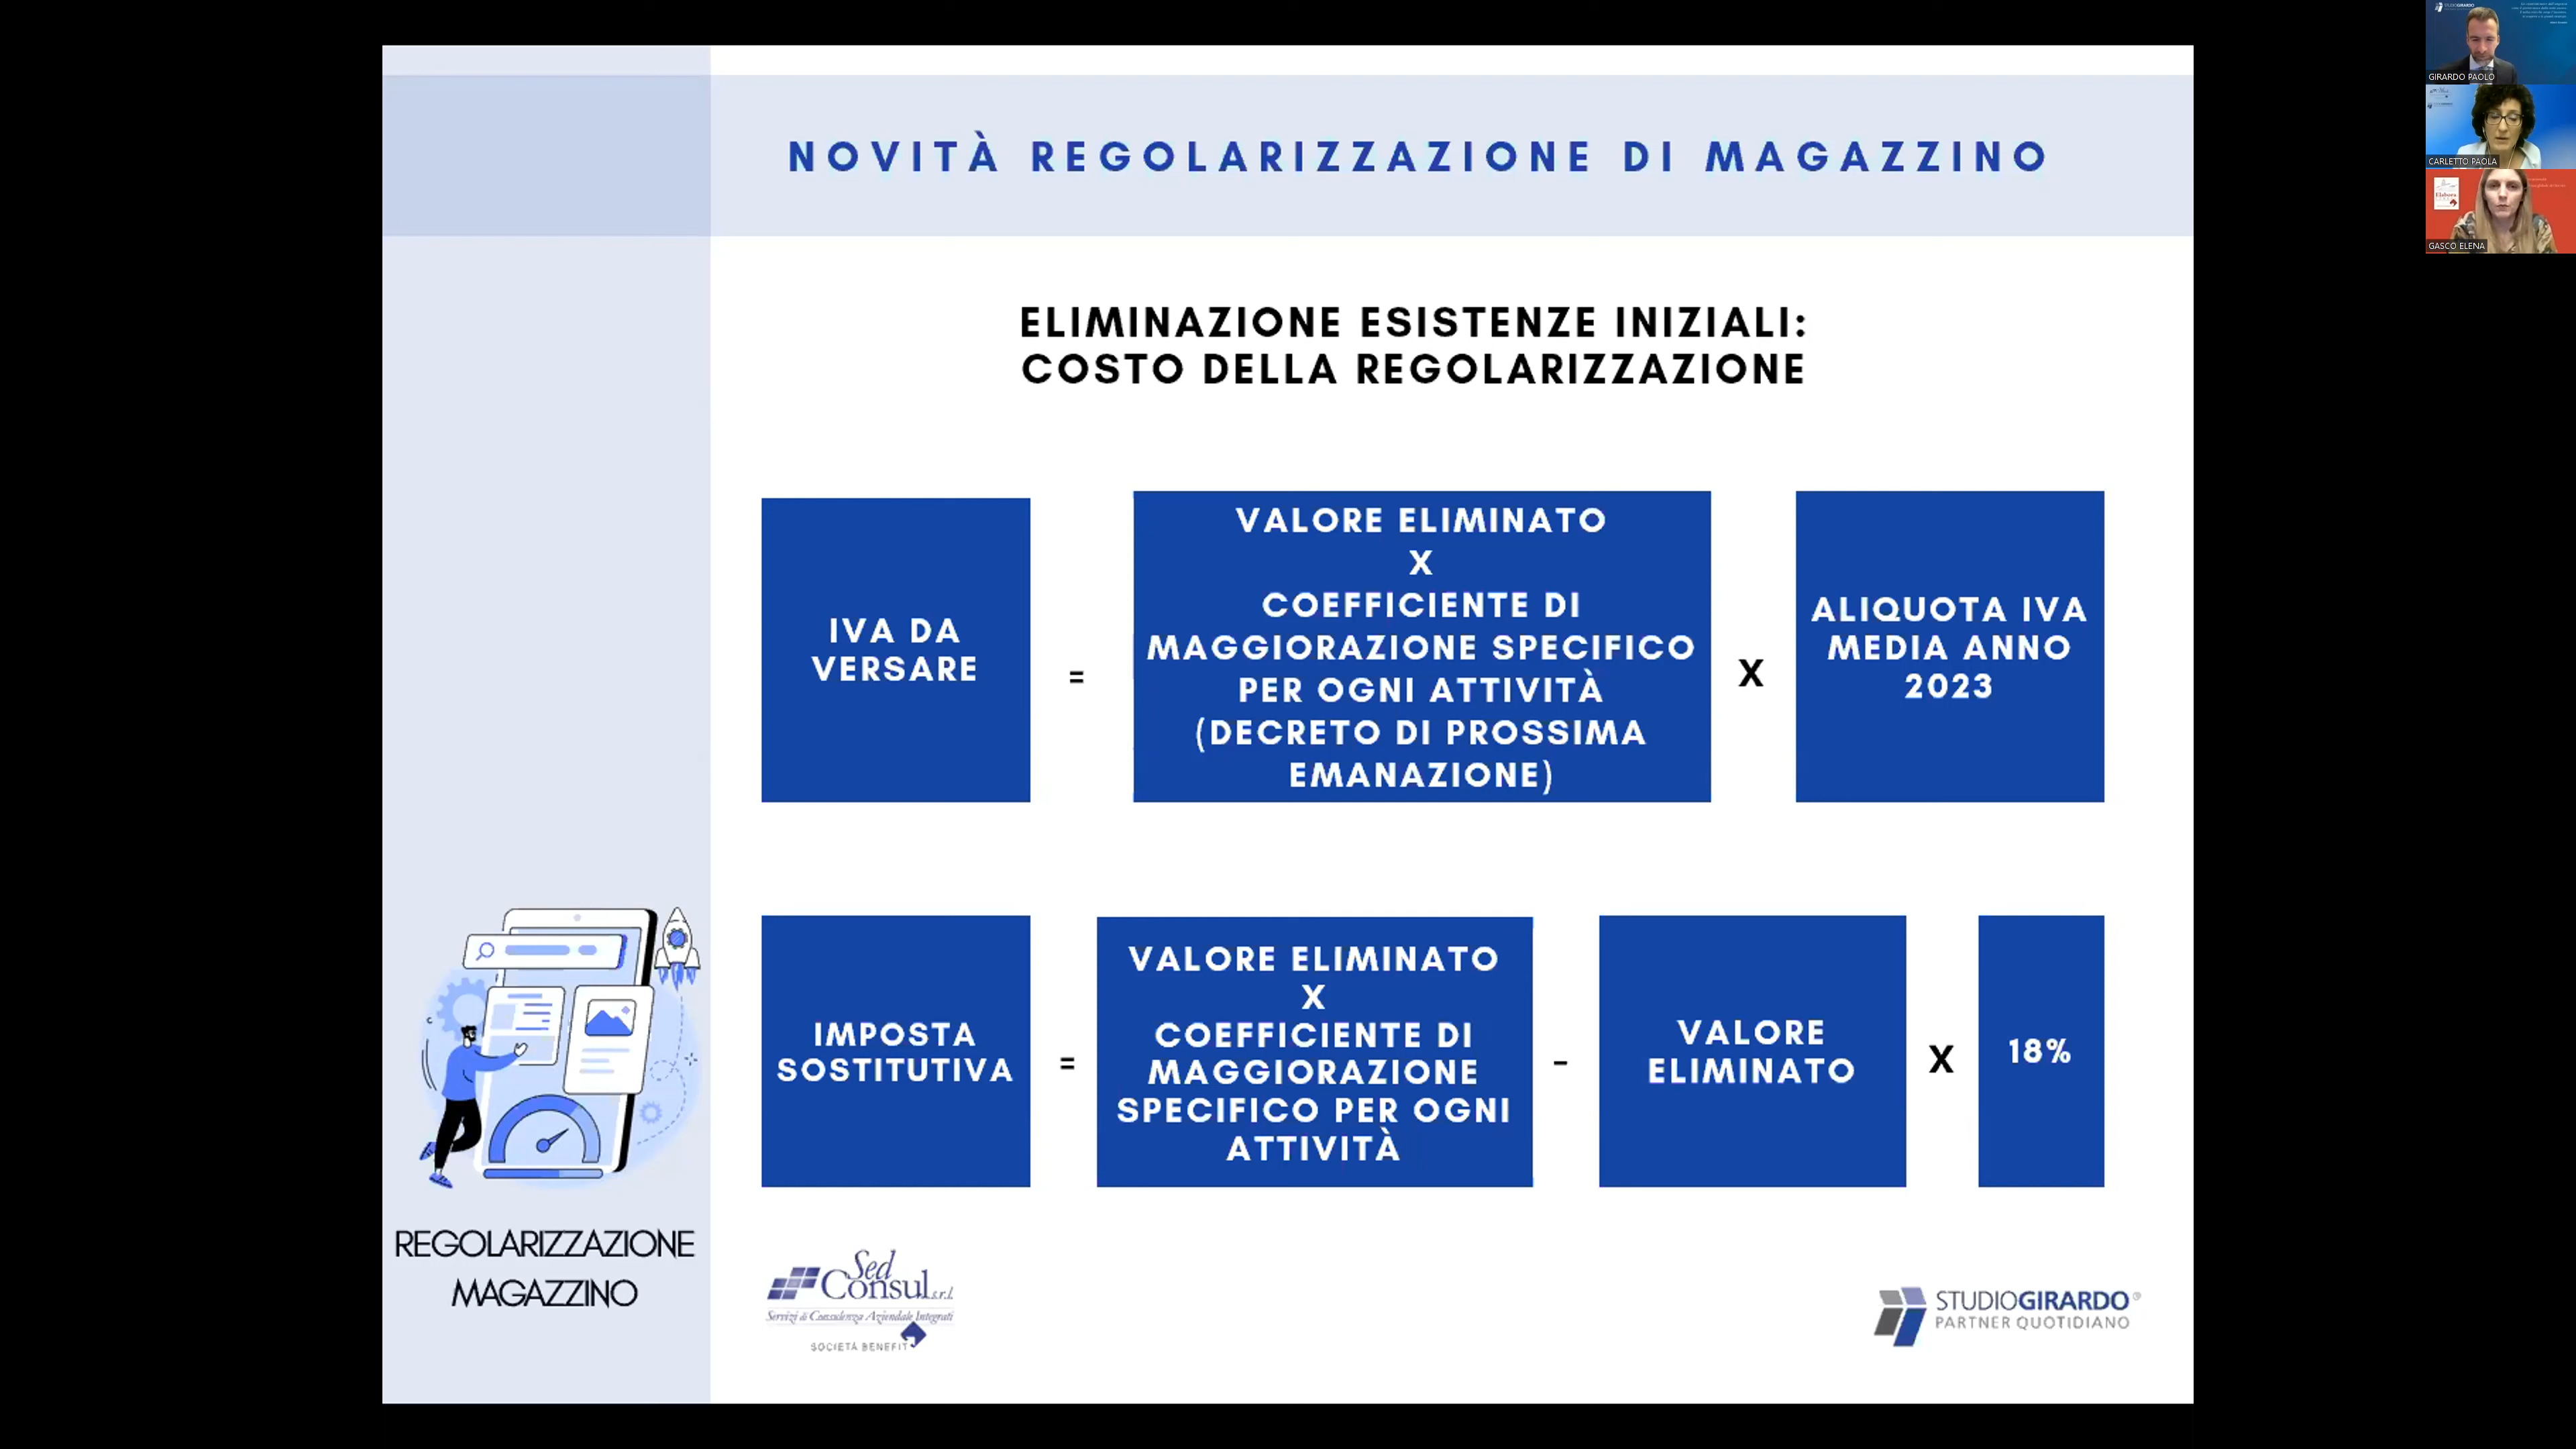 NOVITÀ REGOLARIZZAZIONE DI MAGAZZINO
ELIMINAZIONE ESISTENZE INIZIALI:
COSTO DELLA REGOLARIZZAZIONE
IVA DA
VERSARE
=
VALORE ELIMINATO
X
COEFFICIENTE DI
MAGGIORAZIONE SPECIFICO
PER OGNI ATTIVITÀ
(DECRETO DI PROSSIMA
EMANAZIONE)
X
ALIQUOTA IVA
MEDIA ANNO
2023
IMPOSTA
SOSTITUTIVA
=
VALORE ELIMINATO
X
COEFFICIENTE DI
MAGGIORAZIONE
SPECIFICO PER OGNI
ATTIVITÀ
-
VALORE
ELIMINATO
X
18%
REGOLARIZZAZIONE
MAGAZZINO
Sed
Consul s.r.l.
Servizi di Consulenza Aziendale Integrati
SOCIETÀ BENEFIT
STUDIOGIRARDO®
PARTNER QUOTIDIANO
STUDIOGIRARDO
GIRARDO PAOLO
CARLETTO PAOLA
Elabora
GASCO ELENA